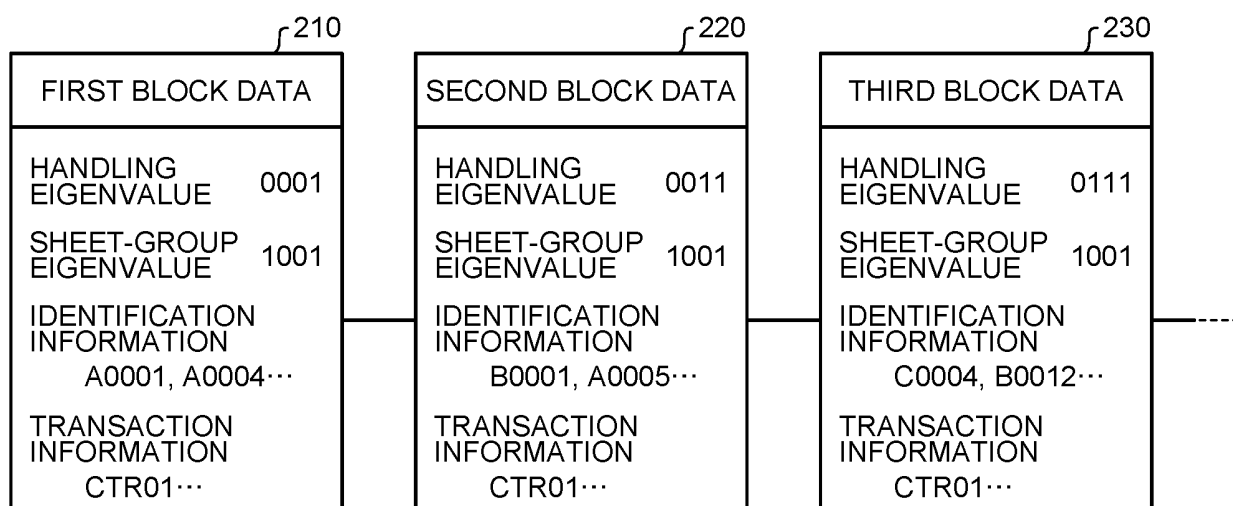 210
FIRST BLOCK DATA
HANDLING
EIGENVALUE 0001
SHEET-GROUP
EIGENVALUE 1001
IDENTIFICATION
INFORMATION
A0001, A0004···
TRANSACTION
INFORMATION
CTR01···
220
SECOND BLOCK DATA
HANDLING
EIGENVALUE 0011
SHEET-GROUP
EIGENVALUE 1001
IDENTIFICATION
INFORMATION
B0001, A0005···
TRANSACTION
INFORMATION
CTR01···
230
THIRD BLOCK DATA
HANDLING
EIGENVALUE 0111
SHEET-GROUP
EIGENVALUE 1001
IDENTIFICATION
INFORMATION
C0004, B0012···
TRANSACTION
INFORMATION
CTR01···